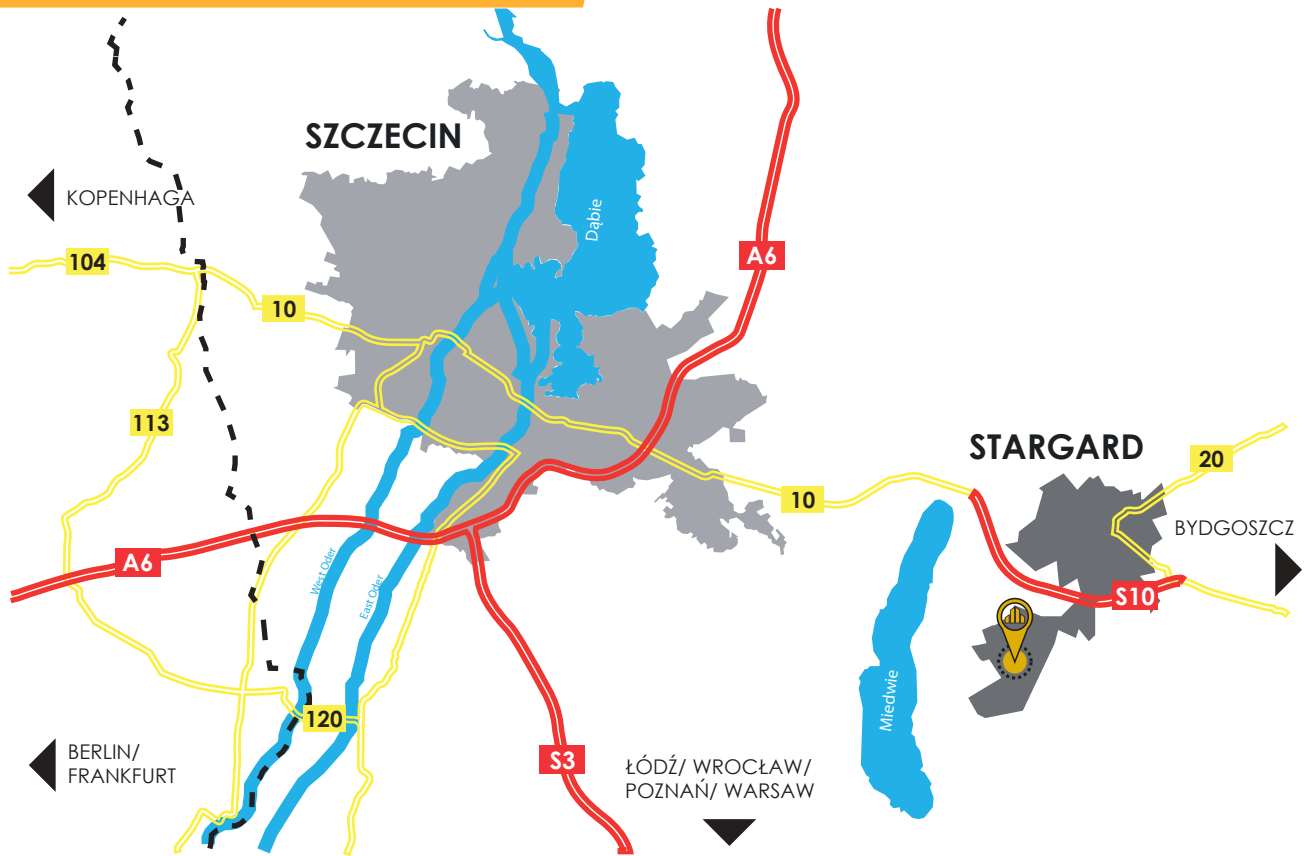 SZCZECIN
KOPENHAGA
Dąbie
A6
104
10
113
STARGARD
20
10
BYDGOSZCZ
A6
West Oder
East Oder
S10
Miedwie
120
BERLIN/
FRANKFURT
S3
ŁÓDŹ/ WROCŁAW/
POZNAŃ/ WARSAW